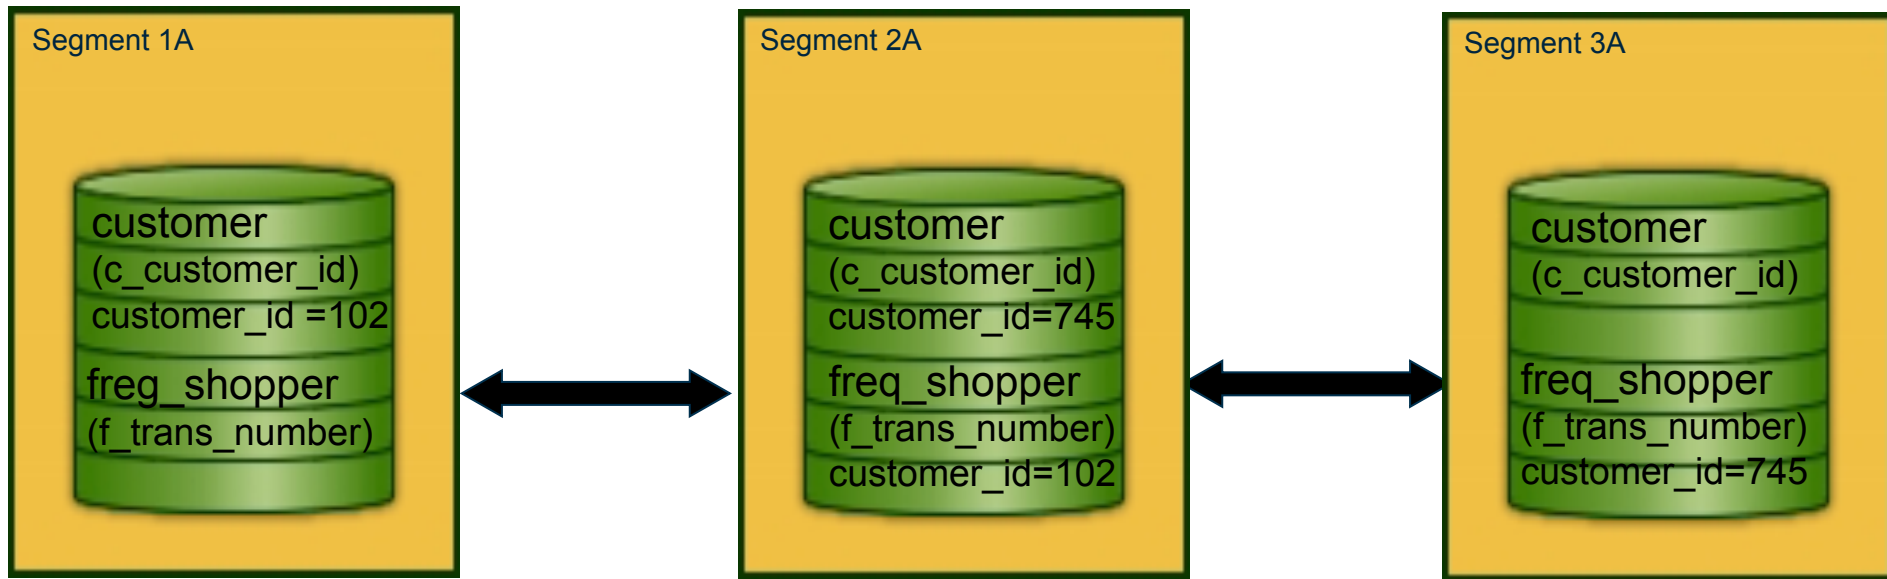 Segment 1A
customer
(c_customer_id)
customer_id =102
freg_shopper
(f_trans_number)
Segment 2A
customer
(c_customer_id)
customer_id=745
freq_shopper
(f_trans_number)
customer_id=102
Segment 3A
customer
(c_customer_id)
freq_shopper
(f_trans_number)
customer_id=745